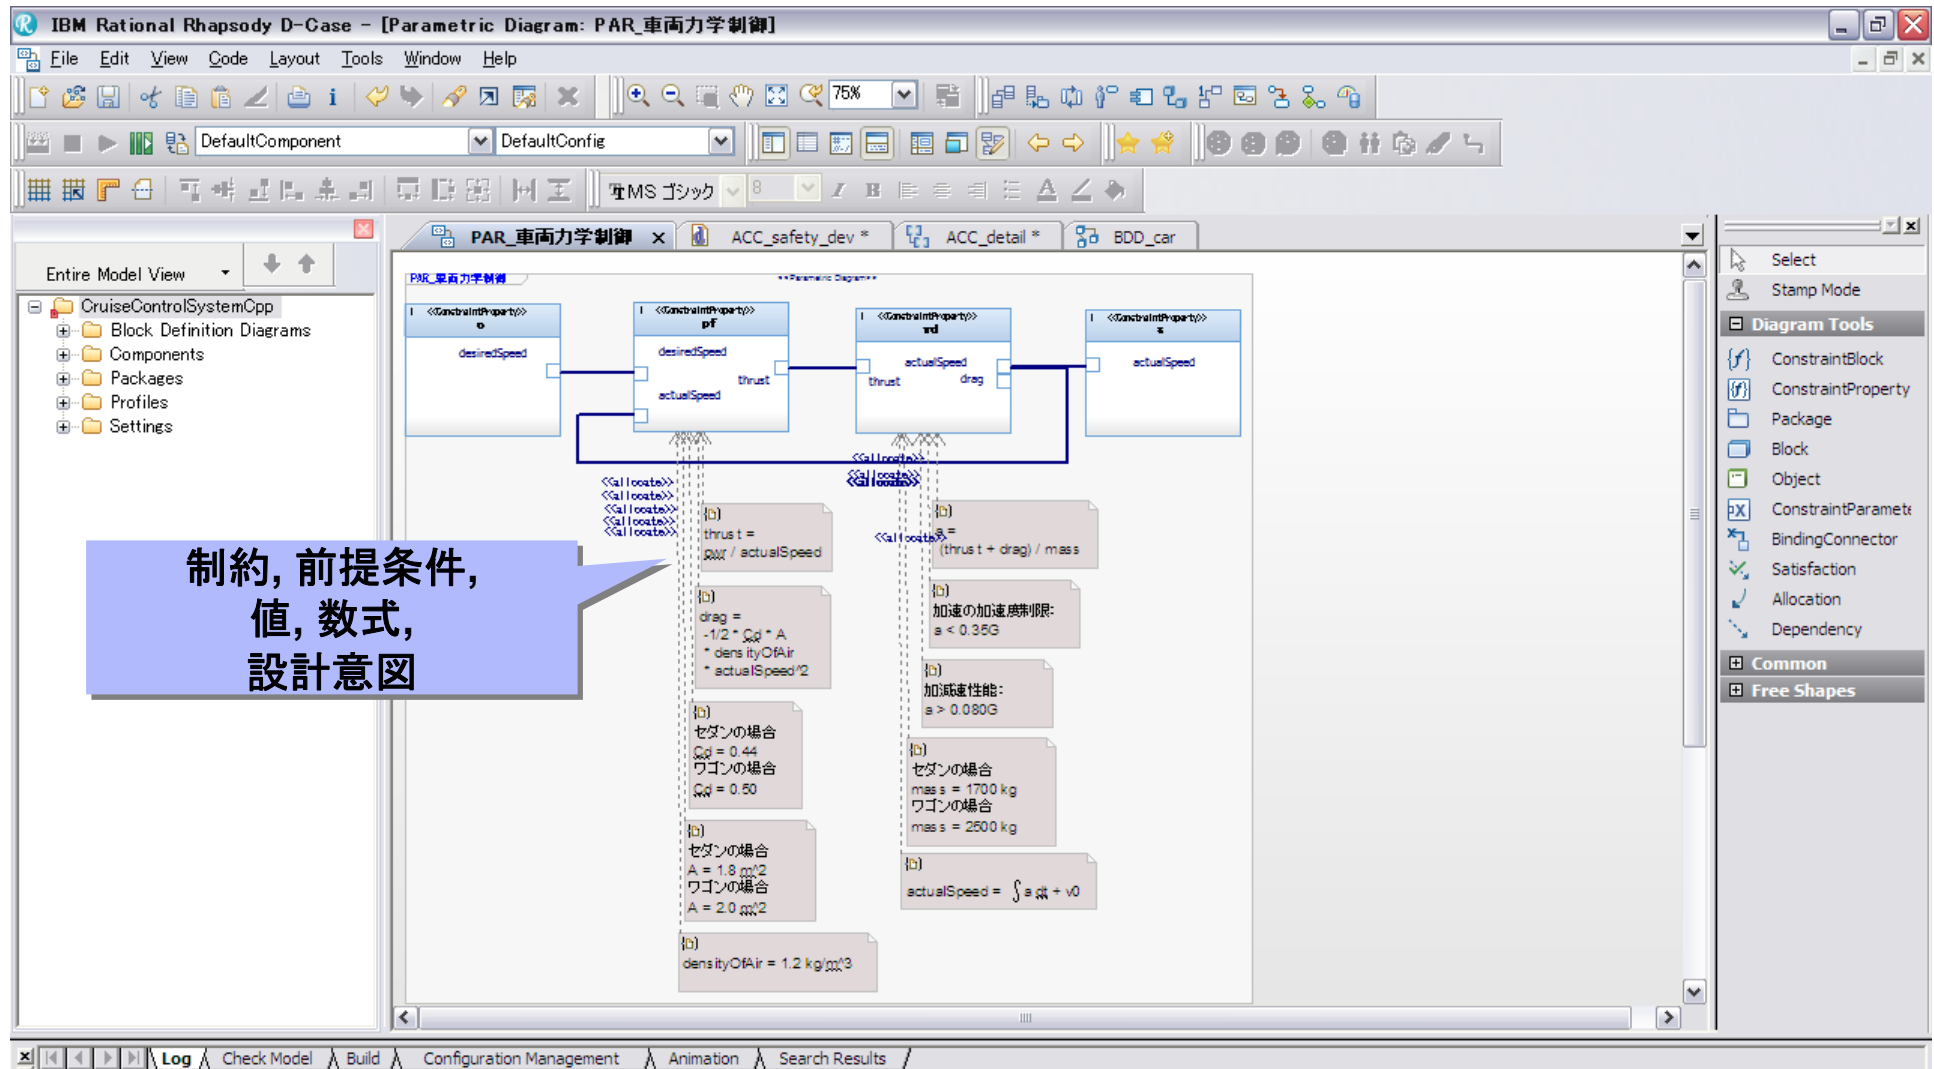 IBM Rational Rhapsody D-Case - [Parametric Diagram: PAR_車両力学制御]
File Edit View Code Layout Tools Window Help
75%
DefaultComponent
DefaultConfig
MS ゴシック 8
PAR_車両力学制御
ACC_safety_dev *
ACC_detail *
BDD_car
Entire Model View
CruiseControlSystemCpp
Block Definition Diagrams
Components
Packages
Profiles
Settings
PAR_車両力学制御
**Parametric Diagram**
<<ConstraintProperty>>
desiredSpeed
<<ConstraintProperty>>
pf
desiredSpeed
thrust
actualSpeed
<<ConstraintProperty>>
actualSpeed
thrust
drag
<<ConstraintProperty>>
actualSpeed
<<allocate>>
<<allocate>>
<<allocate>>
<<allocate>>
<<allocate>>
<<allocate>>
<<allocate>>
<<allocate>>
thrust =
pwr / actualSpeed
drag =
-1/2 * Cd * A
* densityOfAir
* actualSpeed^2
セダンの場合
Cd = 0.44
ワゴンの場合
Cd = 0.50
セダンの場合
A = 1.8 m^2
ワゴンの場合
A = 2.0 m^2
densityOfAir = 1.2 kg/m^3
a =
(thrust + drag) / mass
加速の加速度制限:
a < 0.35G
加減速性能:
a > 0.080G
セダンの場合
mass = 1700 kg
ワゴンの場合
mass = 2500 kg
actualSpeed = ∫ a dt + v0
制約, 前提条件,
値, 数式,
設計意図
Select
Stamp Mode
Diagram Tools
ConstraintBlock
ConstraintProperty
Package
Block
Object
ConstraintParamete
BindingConnector
Satisfaction
Allocation
Dependency
Common
Free Shapes
Log
Check Model
Build
Configuration Management
Animation
Search Results